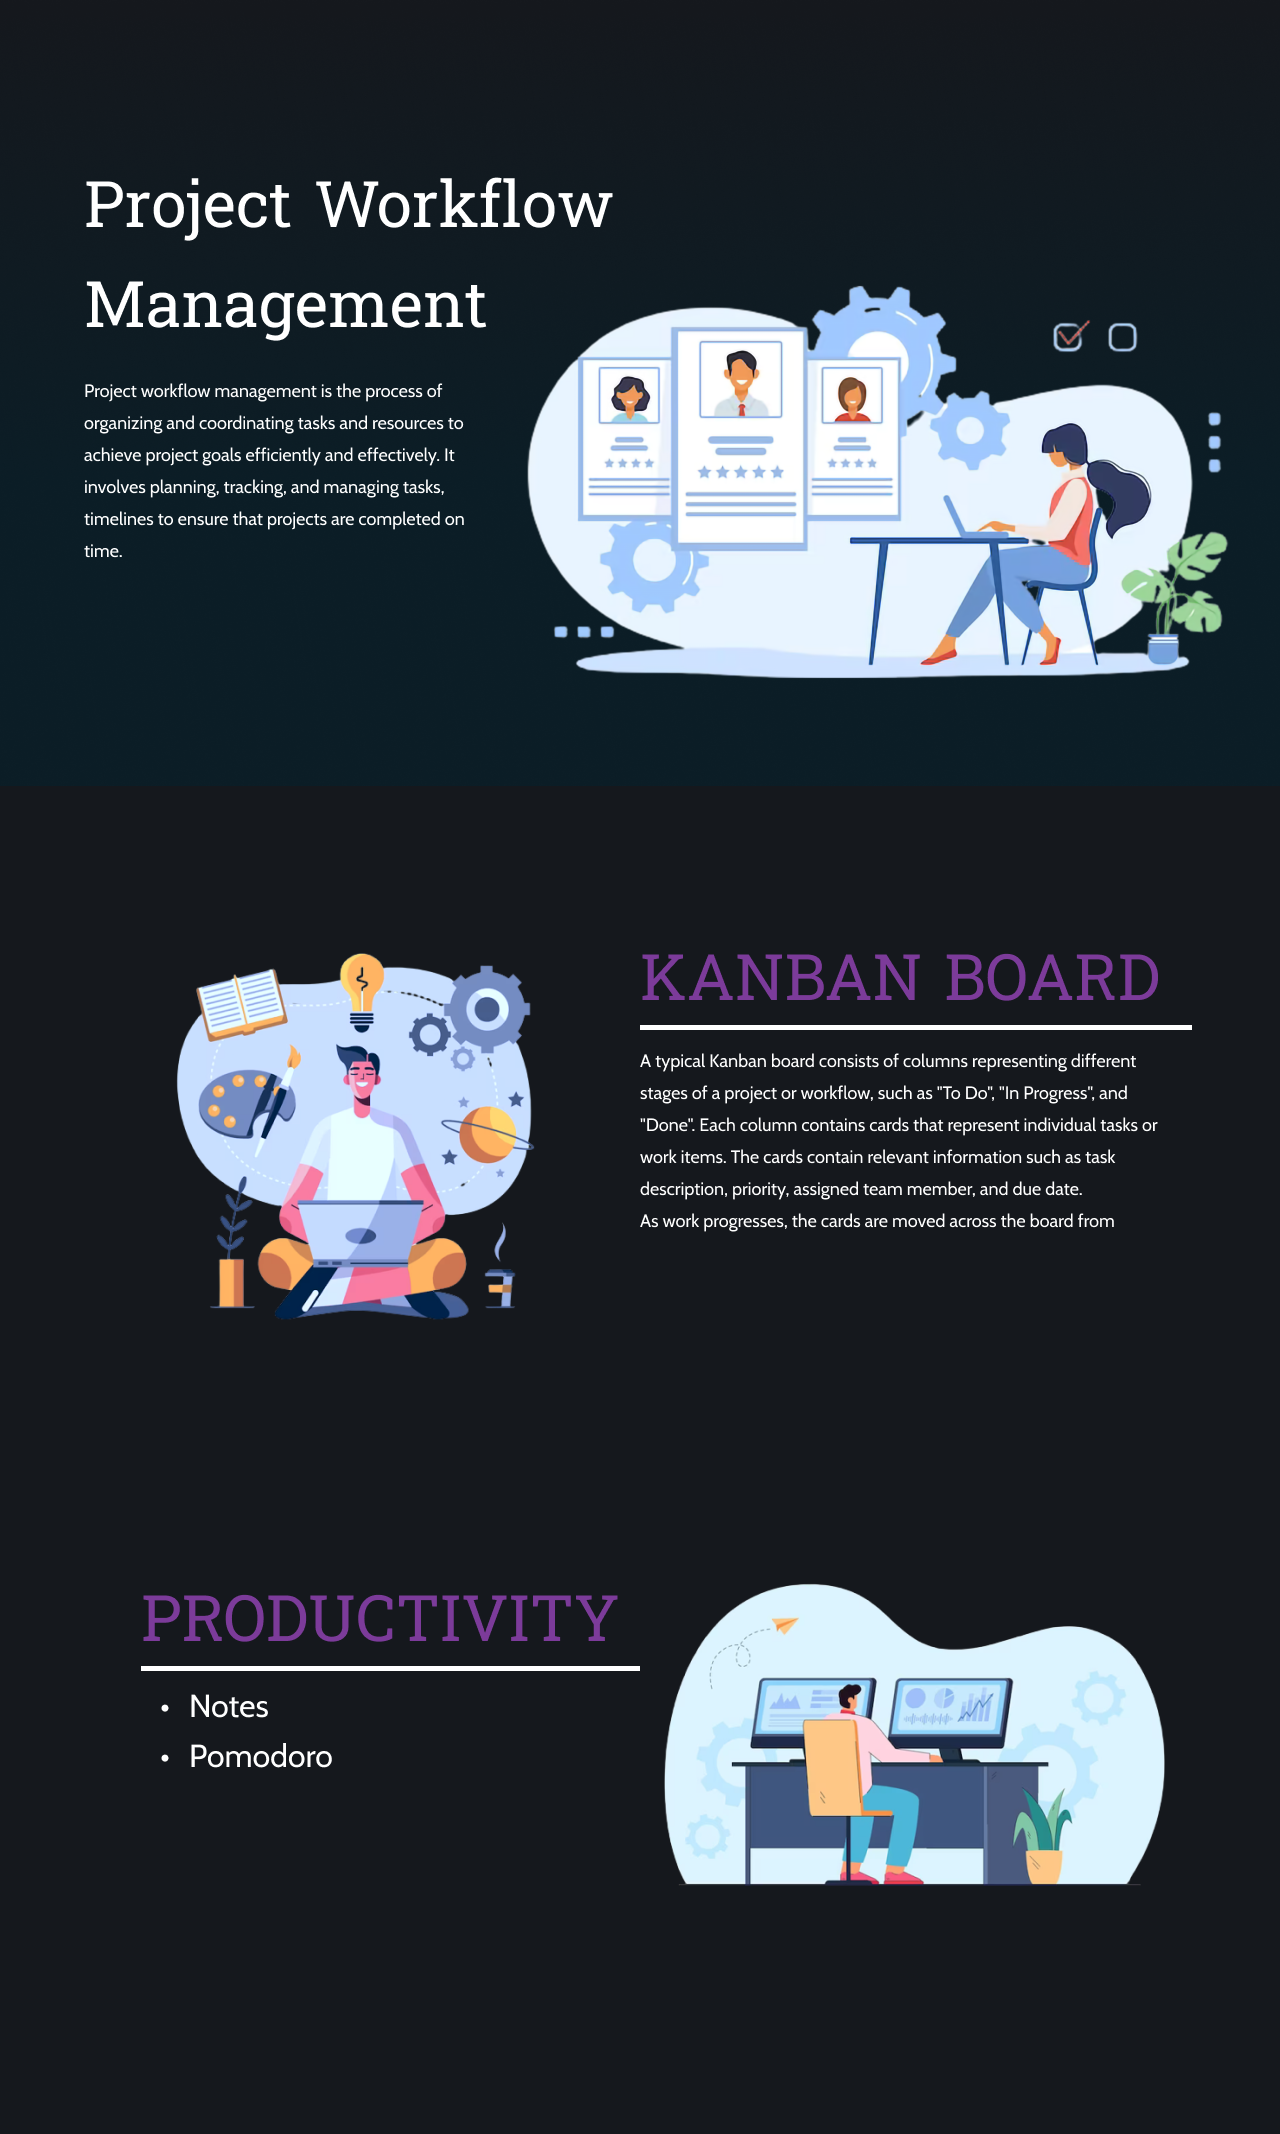 Project Workflow
Management
Project workflow management is the process of
organizing and coordinating tasks and resources to
achieve project goals efficiently and effectively. It
involves planning, tracking, and managing tasks,
timelines to ensure that projects are completed on
time.
KANBAN BOARD
A typical Kanban board consists of columns representing different
stages of a project or workflow, such as "To Do", "In Progress", and
"Done". Each column contains cards that represent individual tasks or
work items. The cards contain relevant information such as task
description, priority, assigned team member, and due date.
As work progresses, the cards are moved across the board from
PRODUCTIVITY
• Notes
• Pomodoro